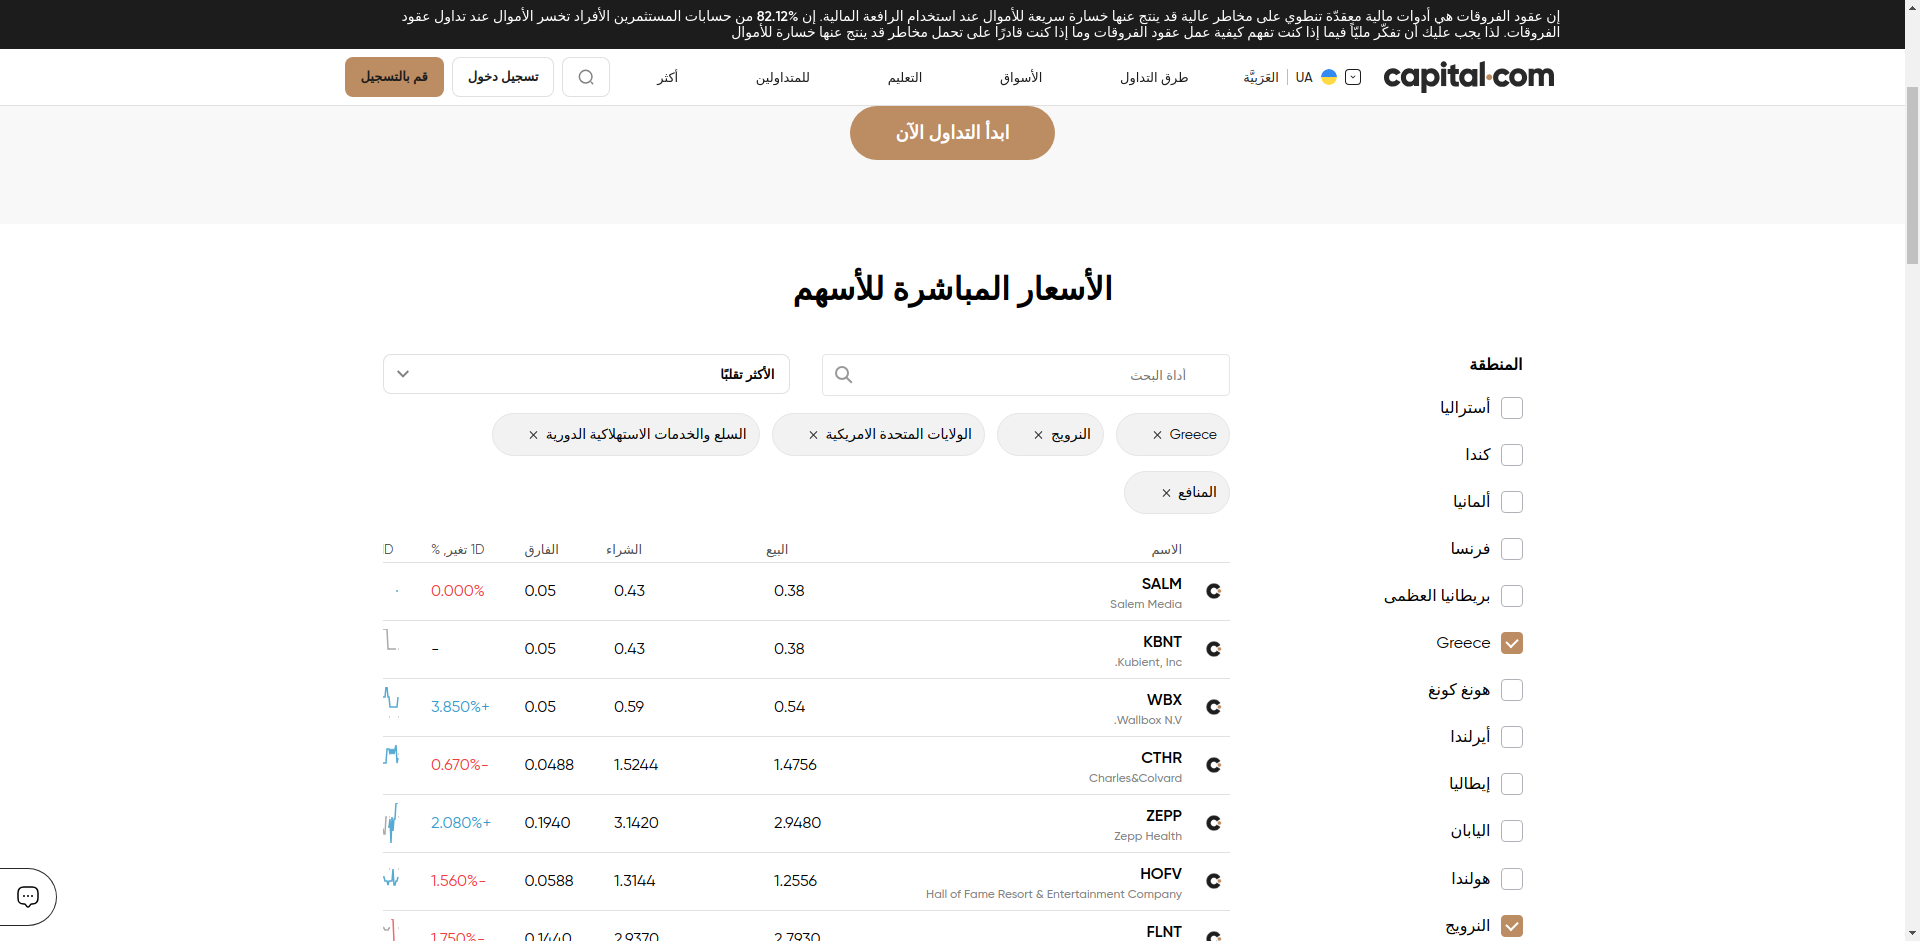 إن عقود الفروقات هي أدوات مالية معقدّة تنطوي على مخاطر عالية قد ينتج عنها خسارة سريعة للأموال عند استخدام الرافعة المالية. إن 82.12% من حسابات المستثمرين الأفراد تخسر الأموال عند تداول عقود
الفروقات. لذا يجب عليك أن تفكّر مليّاً فيما إذا كنت تفهم كيفية عمل عقود الفروقات وما إذا كنت قادرًا على تحمل مخاطر قد ينتج عنها خسارة للأموال
capital.com
UA | العَرَبِيَّة
طرق التداول
الأسواق
التعليم
للمتداولين
أكثر
تسجيل دخول
قم بالتسجيل
ابدأ التداول الآن
الأسعار المباشرة للأسهم
المنطقة
أستراليا
كندا
ألمانيا
فرنسا
بريطانيا العظمى
Greece
هونغ كونغ
أيرلندا
إيطاليا
اليابان
هولندا
النرويج
أداة البحث
الأكثر تقلبًا
Greece ×
النرويج ×
الولايات المتحدة الامريكية ×
السلع والخدمات الاستهلاكية الدورية ×
المنافع ×
الاسم البيع الشراء الفارق 1D تغير, % 1D
SALM 0.38 0.43 0.05 0.000%
Salem Media
KBNT 0.38 0.43 0.05 -
Kubient, Inc.
WBX 0.54 0.59 0.05 +3.850%
Wallbox N.V.
CTHR 1.4756 1.5244 0.0488 -0.670%
Charles&Colvard
ZEPP 2.9480 3.1420 0.1940 +2.080%
Zepp Health
HOFV 1.2556 1.3144 0.0588 -1.560%
Hall of Fame Resort & Entertainment Company
FLNT 2.7930 2.9370 0.1440 -1.750%